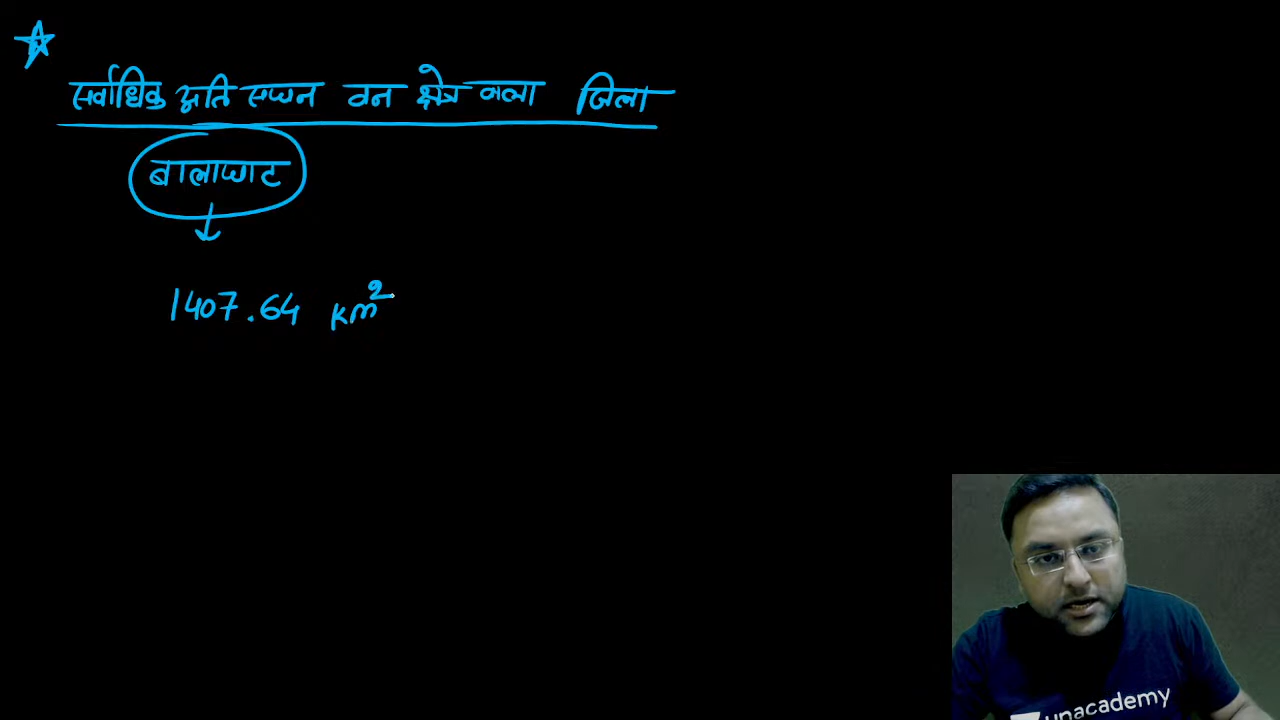 सर्वाधिक अति सघन वन क्षेत्र वाला जिला
बालाघाट
1407.64 km²
unacademy